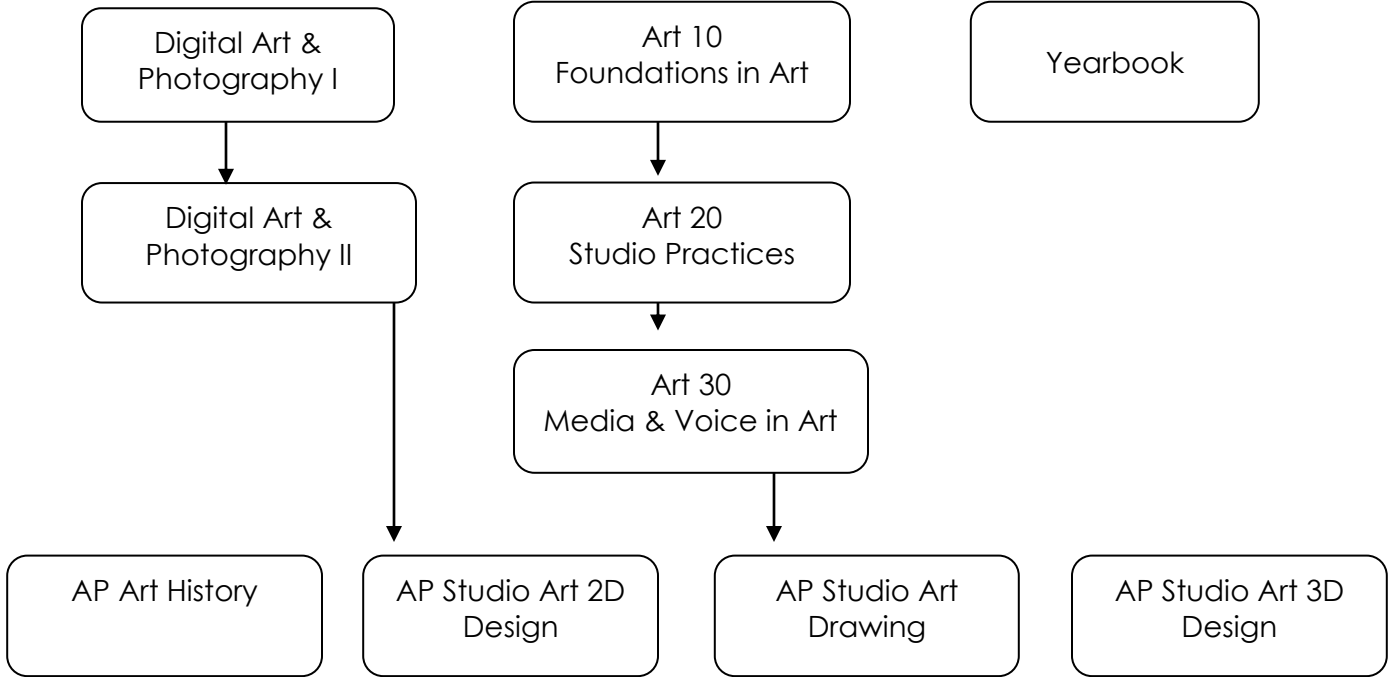 Digital Art &
Photography I
Art 10
Foundations in Art
Yearbook
Digital Art &
Photography II
Art 20
Studio Practices
Art 30
Media & Voice in Art
AP Art History
AP Studio Art 2D
Design
AP Studio Art
Drawing
AP Studio Art 3D
Design